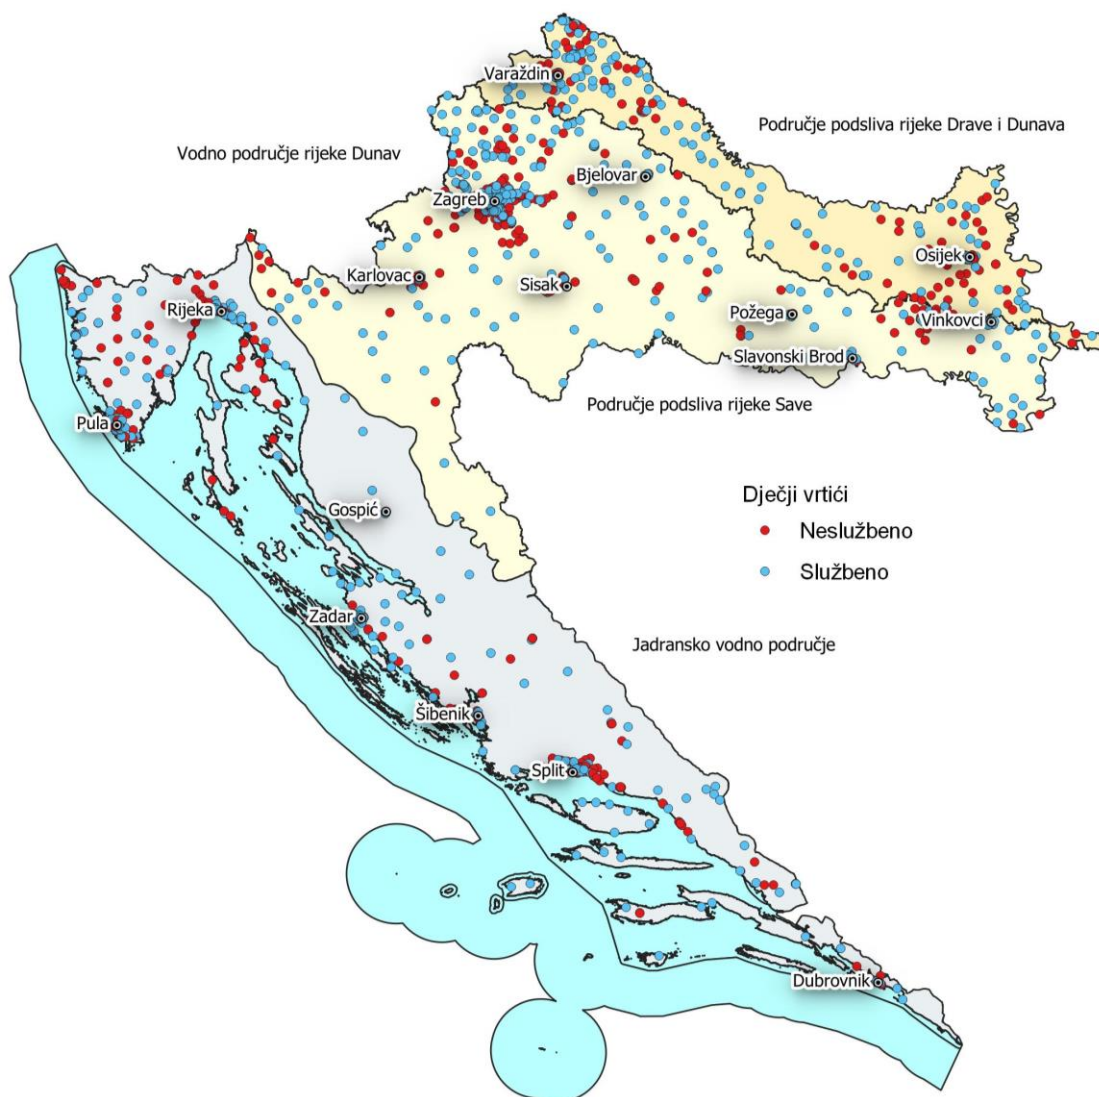 Varaždin
Područje podsliva rijeke Drave i Dunava
Vodno područje rijeke Dunav
Bjelovar
Zagreb
Osijek
Karlovac
Sisak
Rijeka
Požega
Vinkovci
Slavonski Brod
Područje podsliva rijeke Save
Pula
Dječji vrtići
Gospić
Neslužbeno
Službeno
Zadar
Jadransko vodno područje
Šibenik
Split
Dubrovnik